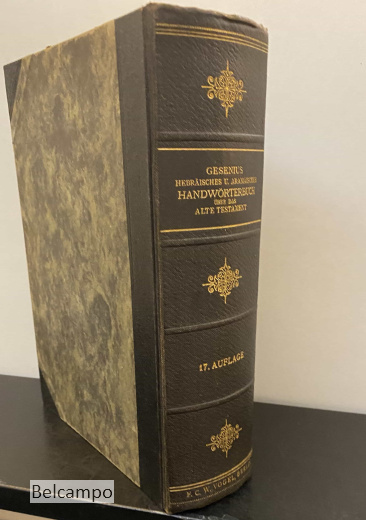 GESENIUS
HEBRÄISCHES U. ARAMÄISCHES
HANDWÖRTERBUCH
ÜBER DAS
ALTE TESTAMENT
17. AUFLAGE
F. C. W. VOGEL,
Belcampo